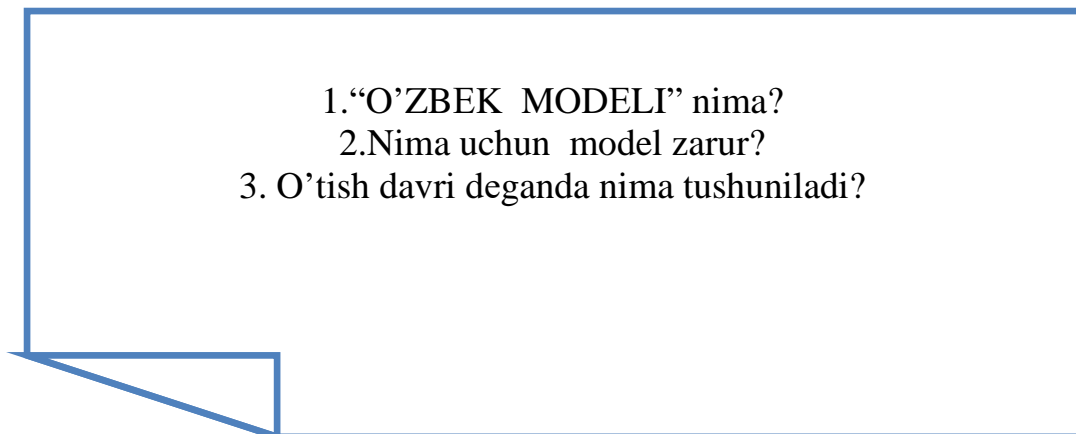 1.“O’ZBEK MODELI” nima?
2.Nima uchun model zarur?
3. O’tish davri deganda nima tushuniladi?